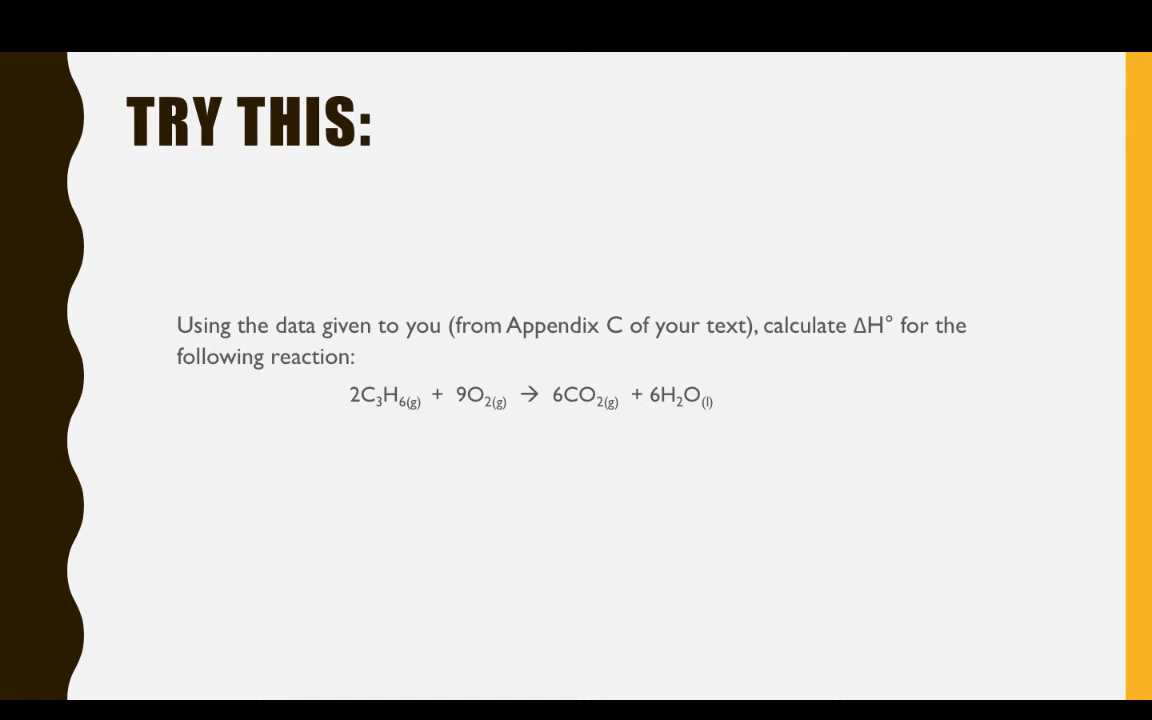 TRY THIS:
Using the data given to you (from Appendix C of your text), calculate ΔH° for the
following reaction:
2C₃H₆₍g₎ + 9O₂₍g₎ → 6CO₂₍g₎ + 6H₂O₍l₎